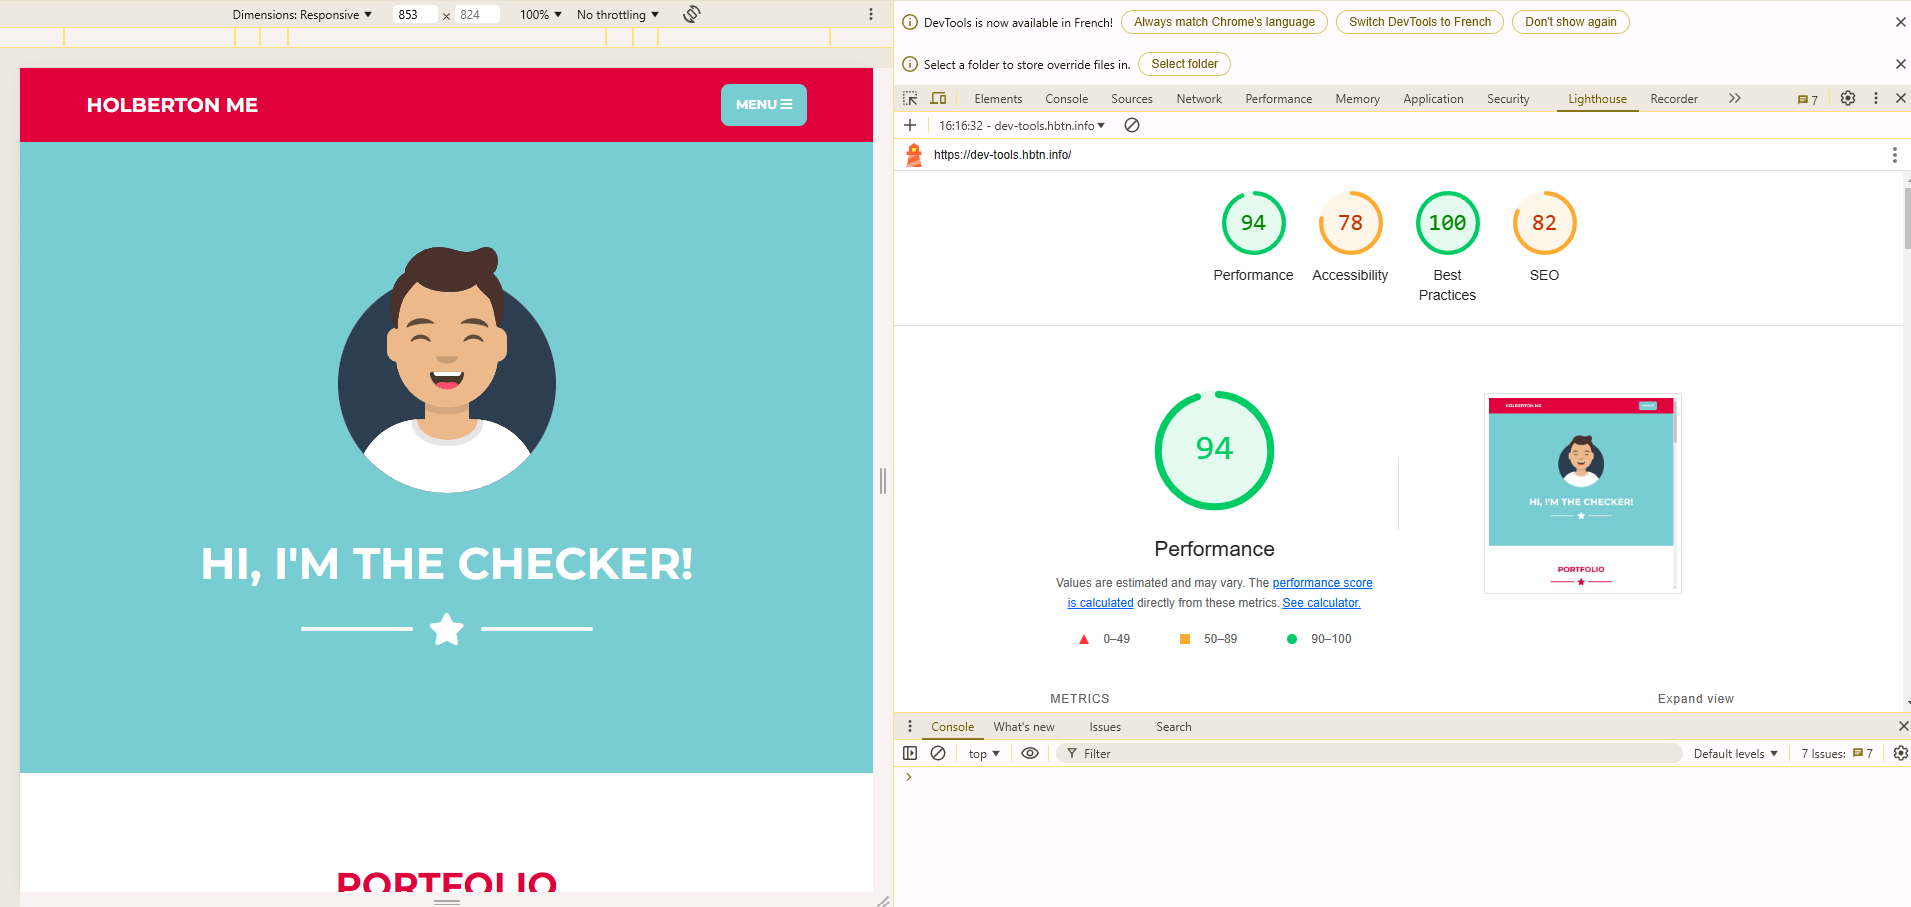 Dimensions: Responsive ▼ 853 × 824 100% ▼ No throttling ▼
HOLBERTON ME
MENU
HI, I'M THE CHECKER!
PORTFOLIO
DevTools is now available in French! Always match Chrome's language Switch DevTools to French Don't show again
Select a folder to store override files in. Select folder
Elements Console Sources Network Performance Memory Application Security Lighthouse Recorder 7
16:16:32 - dev-tools.hbtn.info ▼
https://dev-tools.hbtn.info/
94 78 100 82
Performance Accessibility Best Practices SEO
94
Performance
Values are estimated and may vary. The performance score
is calculated directly from these metrics. See calculator.
0–49 50–89 90–100
HOLBERTON ME
HI, I'M THE CHECKER!
PORTFOLIO
METRICS Expand view
Console What's new Issues Search
top ▼ Filter Default levels ▼ 7 Issues: 7